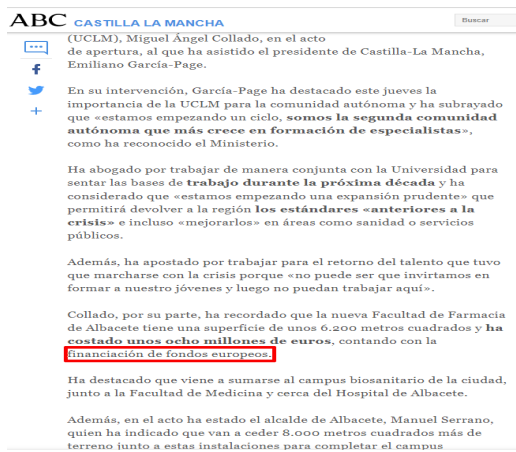 ABC CASTILLA LA MANCHA
Buscar
(UCLM), Miguel Ángel Collado, en el acto
de apertura, al que ha asistido el presidente de Castilla-La Mancha,
Emiliano García-Page.
En su intervención, García-Page ha destacado este jueves la
importancia de la UCLM para la comunidad autónoma y ha subrayado
que «estamos empezando un ciclo, somos la segunda comunidad
autónoma que más crece en formación de especialistas»,
como ha reconocido el Ministerio.
Ha abogado por trabajar de manera conjunta con la Universidad para
sentar las bases de trabajo durante la próxima década y ha
considerado que «estamos empezando una expansión prudente» que
permitirá devolver a la región los estándares «anteriores a la
crisis» e incluso «mejorarlos» en áreas como sanidad o servicios
públicos.
Además, ha apostado por trabajar para el retorno del talento que tuvo
que marcharse con la crisis porque «no puede ser que invirtamos en
formar a nuestro jóvenes y luego no puedan trabajar aquí».
Collado, por su parte, ha recordado que la nueva Facultad de Farmacia
de Albacete tiene una superficie de unos 6.200 metros cuadrados y ha
costado unos ocho millones de euros, contando con la
financiación de fondos europeos.
Ha destacado que viene a sumarse al campus biosanitario de la ciudad,
junto a la Facultad de Medicina y cerca del Hospital de Albacete.
Además, en el acto ha estado el alcalde de Albacete, Manuel Serrano,
quien ha indicado que van a ceder 8.000 metros cuadrados más de
terreno junto a estas instalaciones para completar el campus